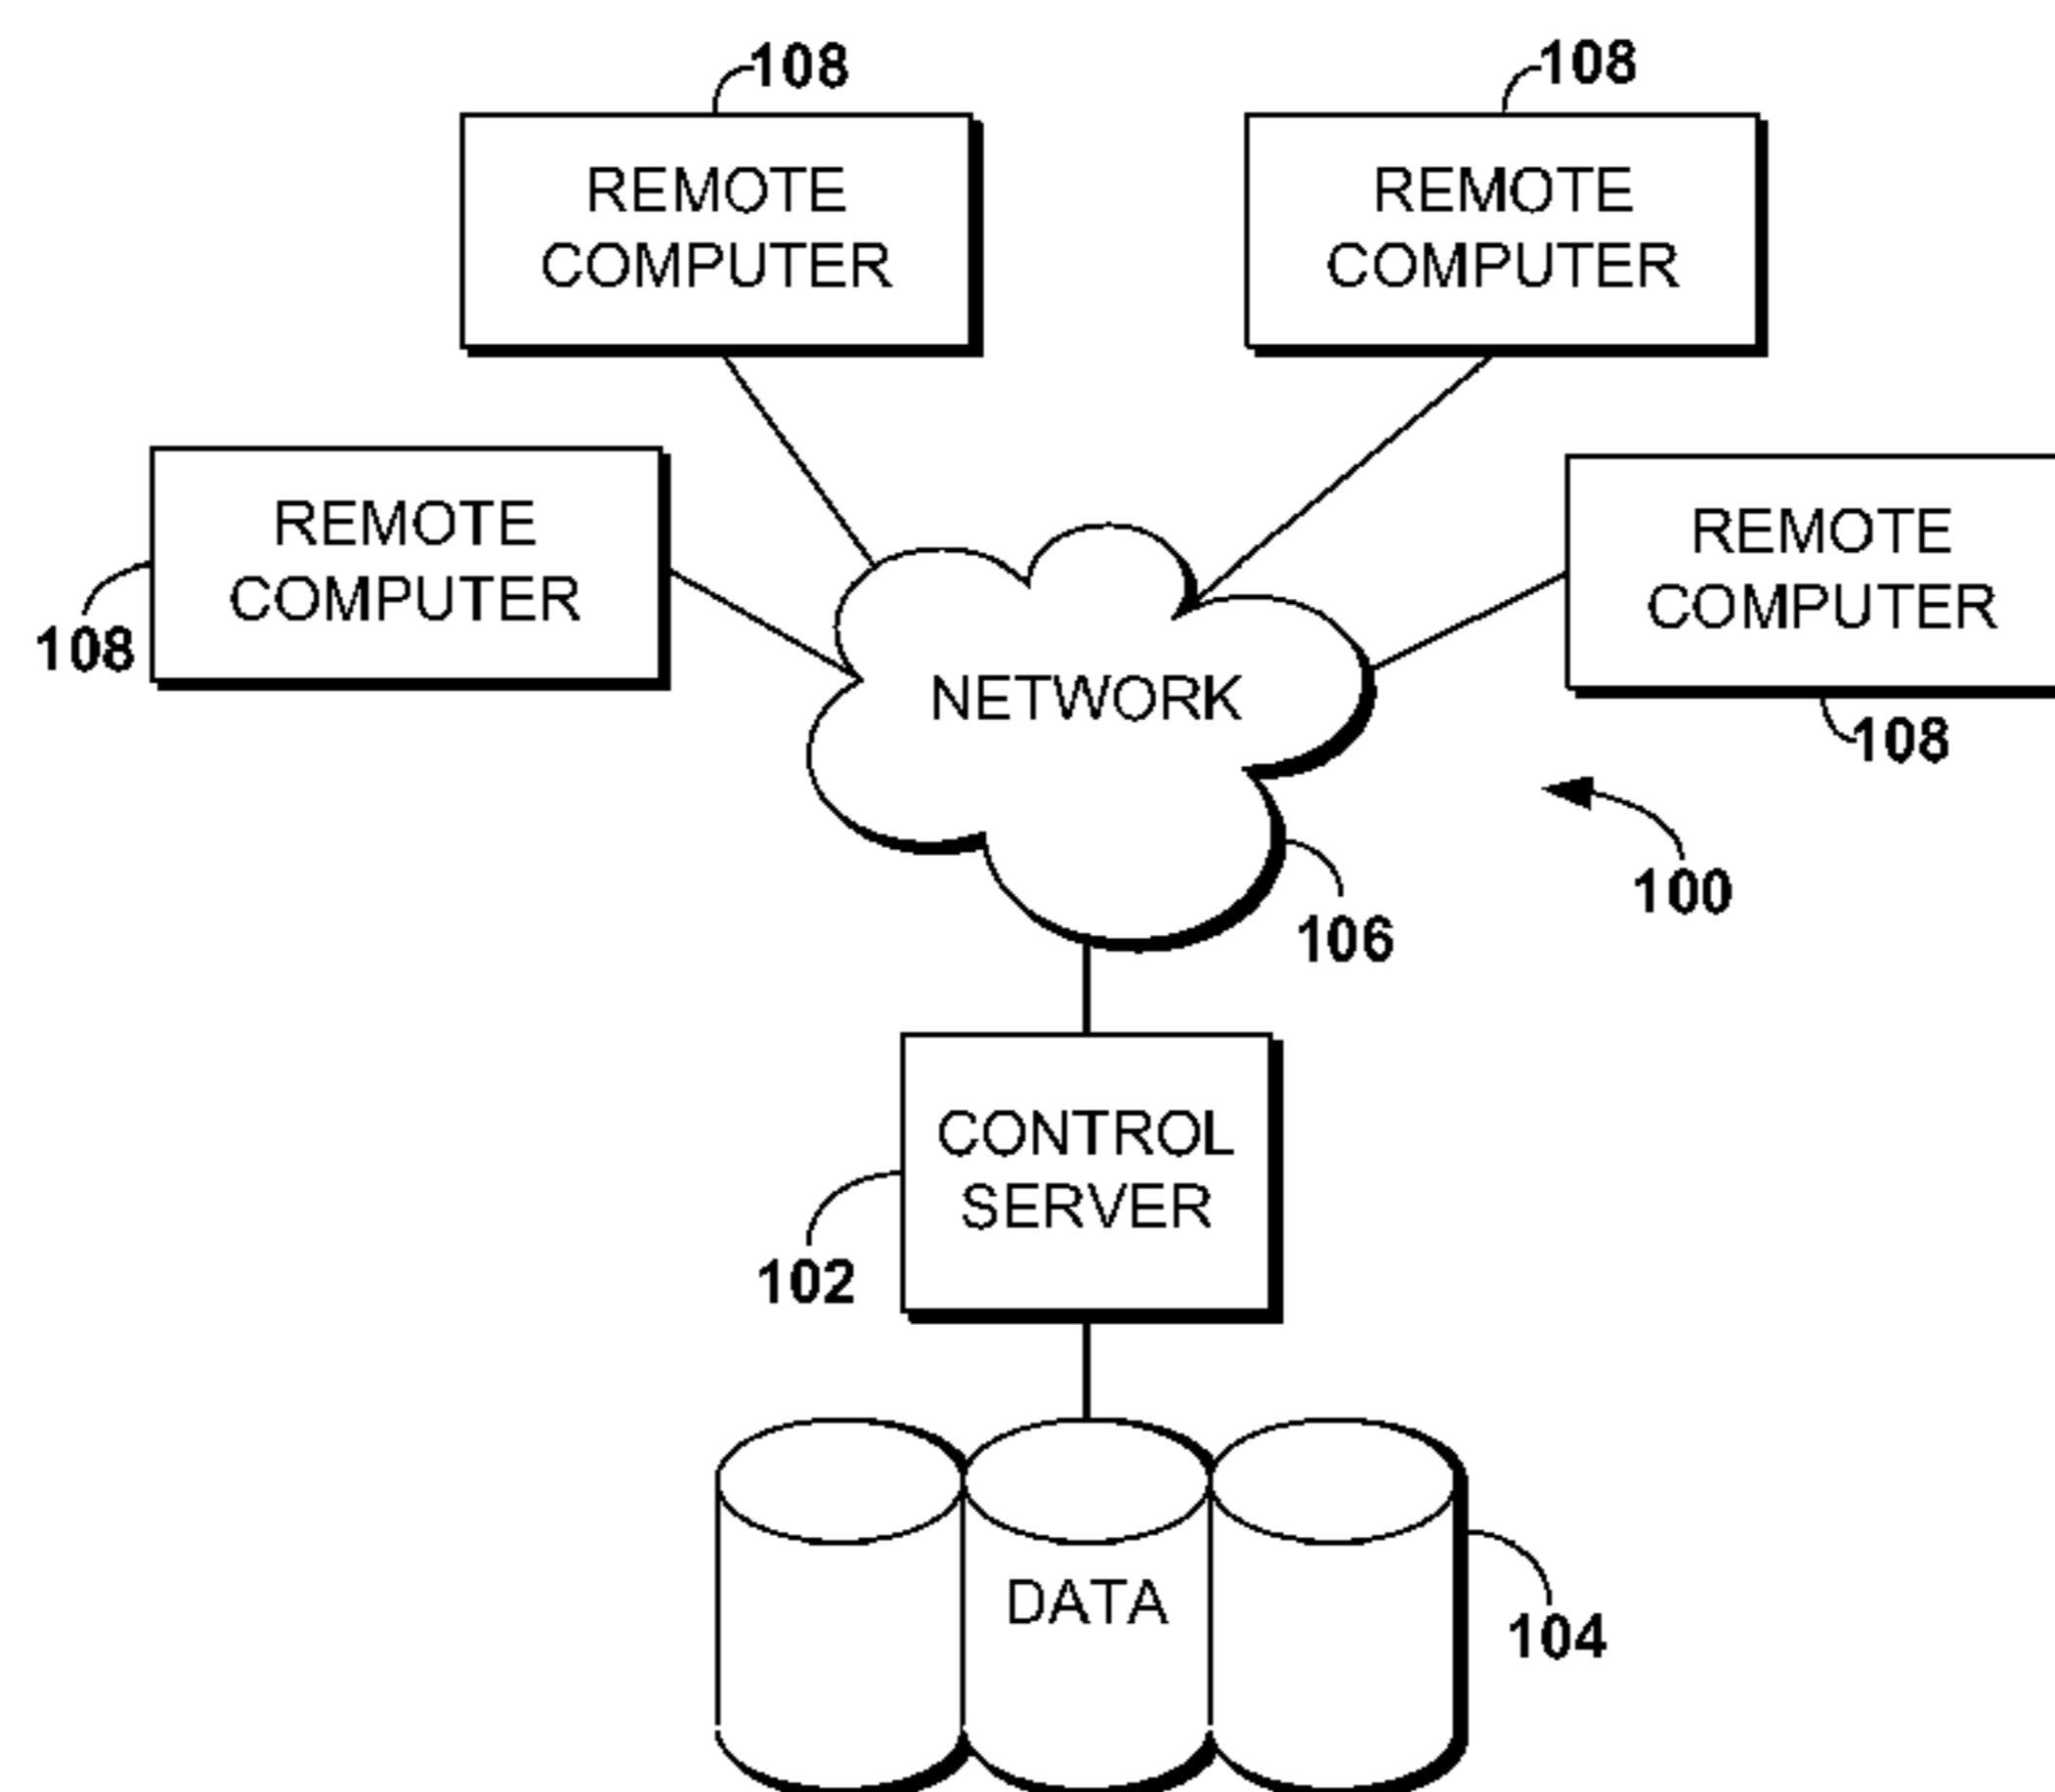 108
108
REMOTE
COMPUTER
REMOTE
COMPUTER
REMOTE
COMPUTER
REMOTE
COMPUTER
108
NETWORK
108
100
106
CONTROL
SERVER
102
DATA
104